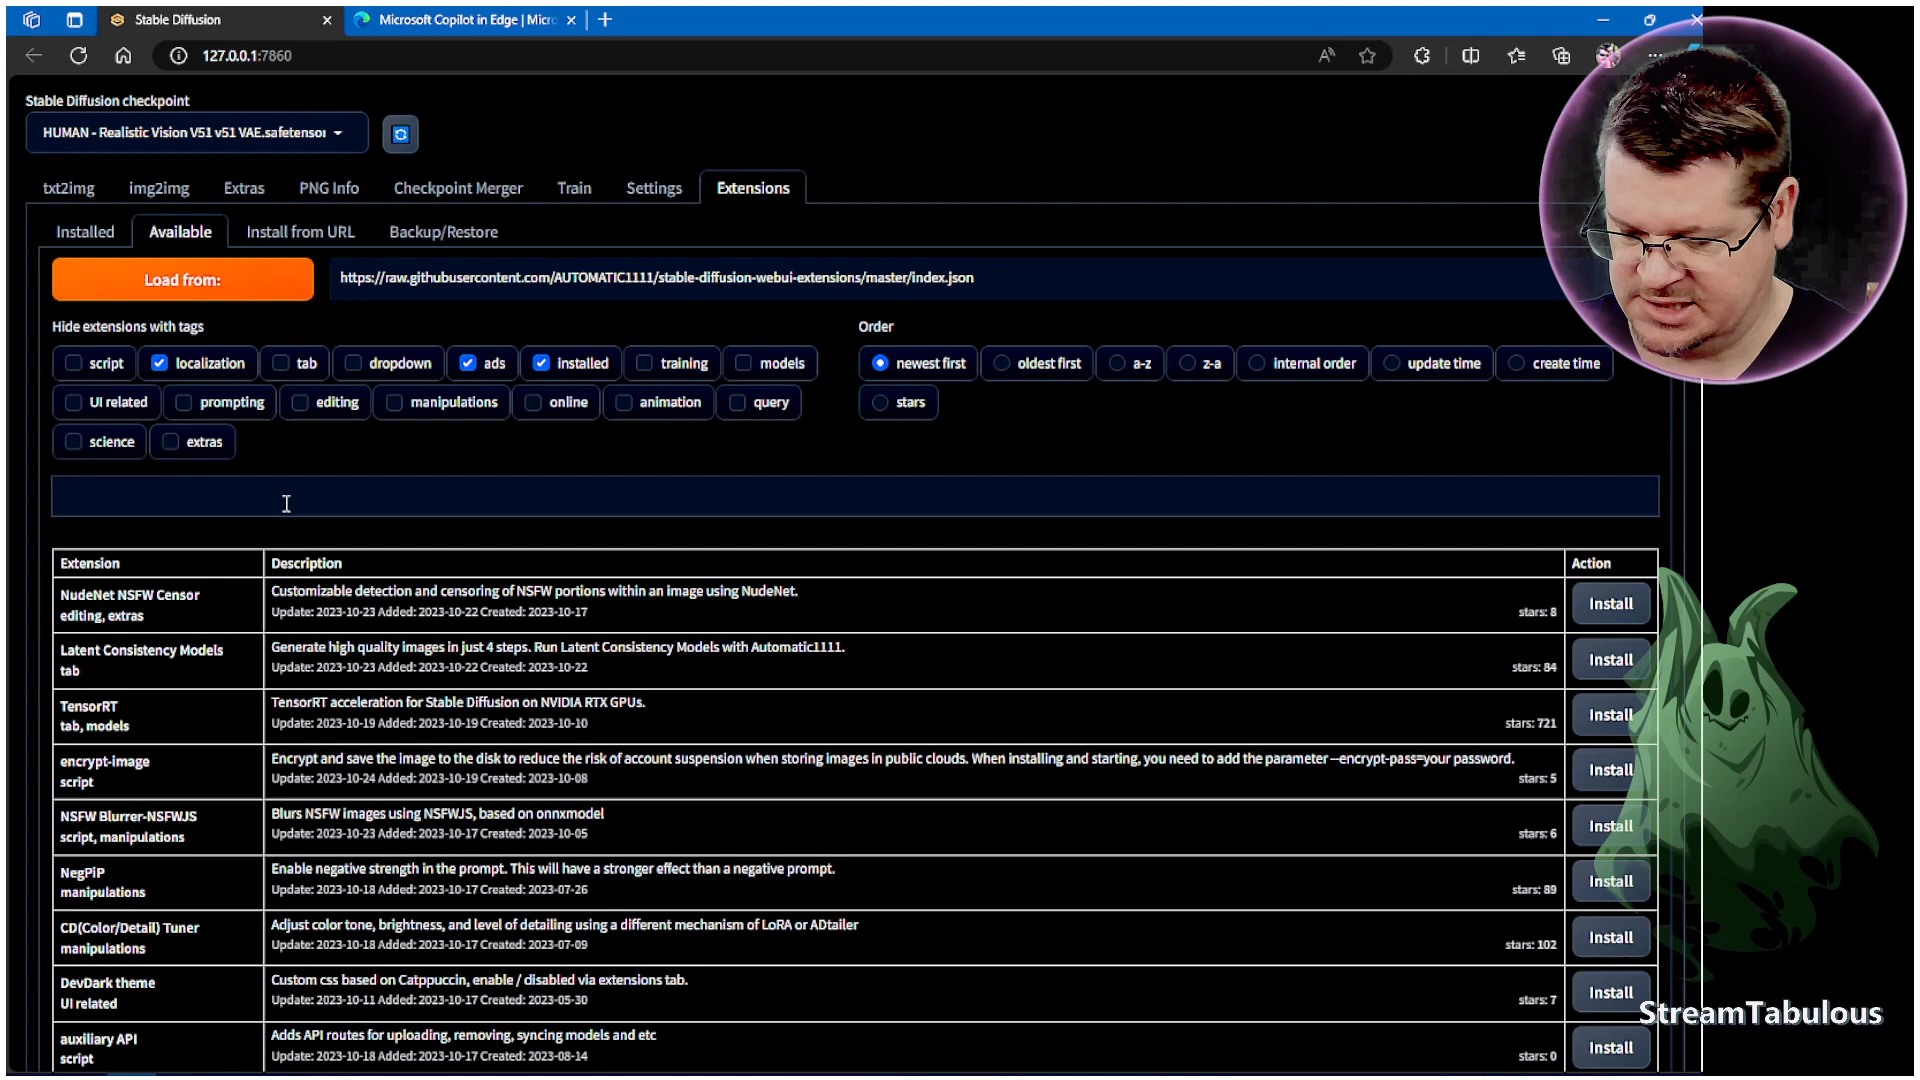 Stable Diffusion
Microsoft Copilot in Edge | Micro
127.0.0.1:7860
Stable Diffusion checkpoint
HUMAN - Realistic Vision V51 v51 VAE.safetensor
txt2img img2img Extras PNG Info Checkpoint Merger Train Settings Extensions
Installed Available Install from URL Backup/Restore
Load from: https://raw.githubusercontent.com/AUTOMATIC1111/stable-diffusion-webui-extensions/master/index.json
Hide extensions with tags Order
script localization tab dropdown ads installed training models newest first oldest first a-z z-a internal order update time create time
UI related prompting editing manipulations online animation query stars
science extras
Extension Description Action
NudeNet NSFW Censor Customizable detection and censoring of NSFW portions within an image using NudeNet. Install
editing, extras Update: 2023-10-23 Added: 2023-10-22 Created: 2023-10-17 stars: 8
Latent Consistency Models Generate high quality images in just 4 steps. Run Latent Consistency Models with Automatic1111. Install
tab Update: 2023-10-23 Added: 2023-10-22 Created: 2023-10-22 stars: 84
TensorRT TensorRT acceleration for Stable Diffusion on NVIDIA RTX GPUs. Install
tab, models Update: 2023-10-19 Added: 2023-10-19 Created: 2023-10-10 stars: 721
encrypt-image Encrypt and save the image to the disk to reduce the risk of account suspension when storing images in public clouds. When installing and starting, you need to add the parameter --encrypt-pass=your password. Install
script Update: 2023-10-24 Added: 2023-10-19 Created: 2023-10-08 stars: 5
NSFW Blurrer-NSFWJS Blurs NSFW images using NSFWJS, based on onnxmodel Install
script, manipulations Update: 2023-10-23 Added: 2023-10-17 Created: 2023-10-05 stars: 6
NegPiP Enable negative strength in the prompt. This will have a stronger effect than a negative prompt. Install
manipulations Update: 2023-10-18 Added: 2023-10-17 Created: 2023-07-26 stars: 89
CD(Color/Detail) Tuner Adjust color tone, brightness, and level of detailing using a different mechanism of LoRA or ADtailer Install
manipulations Update: 2023-10-18 Added: 2023-10-17 Created: 2023-07-09 stars: 102
DevDark theme Custom css based on Catppuccin, enable / disabled via extensions tab. Install
UI related Update: 2023-10-11 Added: 2023-10-17 Created: 2023-05-30 stars: 7
StreamTabulous
auxiliary API Adds API routes for uploading, removing, syncing models and etc Install
script Update: 2023-10-18 Added: 2023-10-17 Created: 2023-08-14 stars: 0